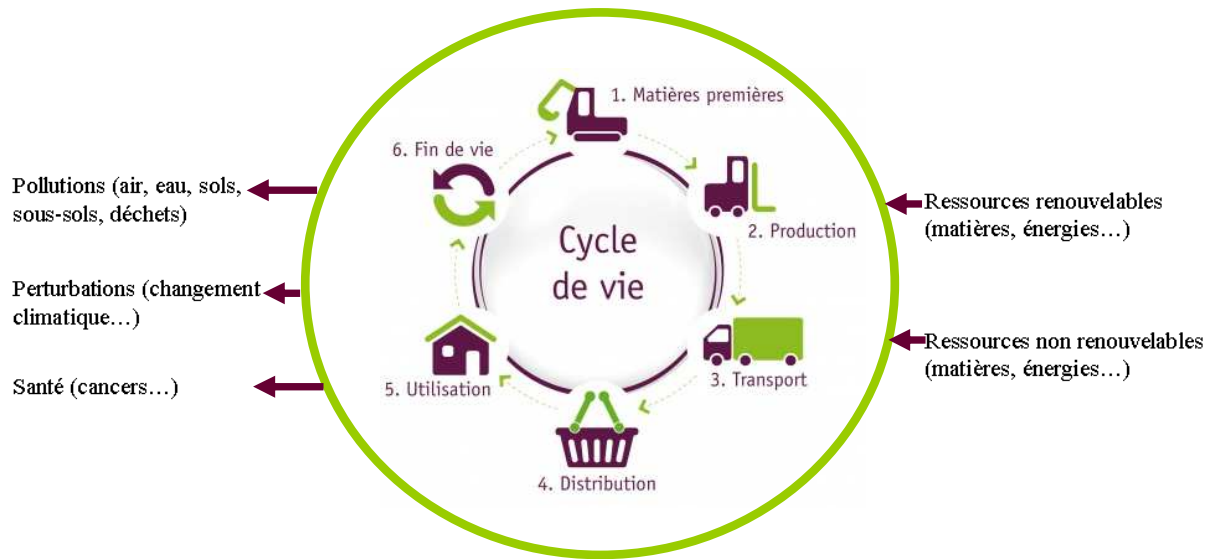 1. Matières premières
6. Fin de vie
Pollutions (air, eau, sols,
sous-sols, déchets)
Ressources renouvelables
(matières, énergies…)
2. Production
Cycle
de vie
Perturbations (changement
climatique…)
Ressources non renouvelables
(matières, énergies…)
Santé (cancers…)
5. Utilisation
3. Transport
4. Distribution